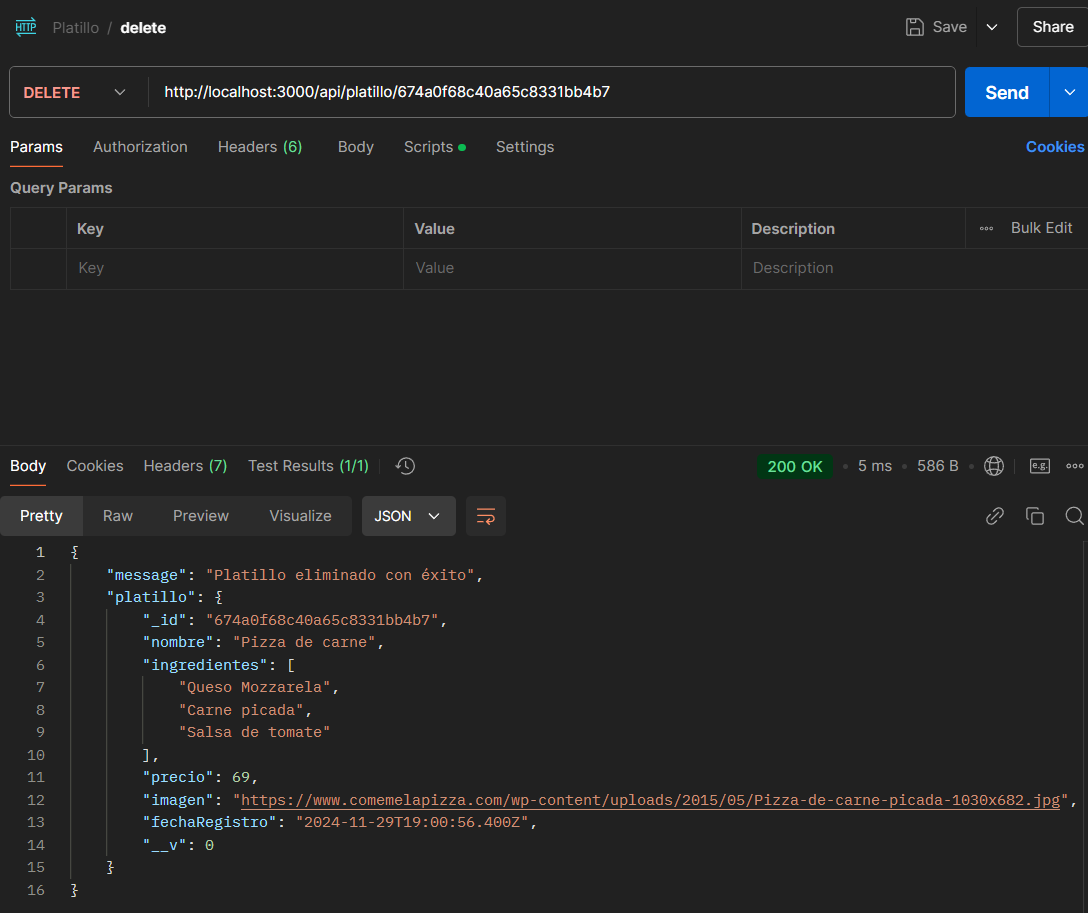 HTTP Platillo / delete Save Share
DELETE http://localhost:3000/api/platillo/674a0f68c40a65c8331bb4b7 Send
Params Authorization Headers (6) Body Scripts Settings Cookies
Query Params
Key Value Description Bulk Edit
Key Value Description
Body Cookies Headers (7) Test Results (1/1) 200 OK 5 ms 586 B e.g.
Pretty Raw Preview Visualize JSON
1 {
2 "message": "Platillo eliminado con éxito",
3 "platillo": {
4 "_id": "674a0f68c40a65c8331bb4b7",
5 "nombre": "Pizza de carne",
6 "ingredientes": [
7 "Queso Mozzarela",
8 "Carne picada",
9 "Salsa de tomate"
10 ],
11 "precio": 69,
12 "imagen": "https://www.comemelapizza.com/wp-content/uploads/2015/05/Pizza-de-carne-picada-1030x682.jpg",
13 "fechaRegistro": "2024-11-29T19:00:56.400Z",
14 "__v": 0
15 }
16 }